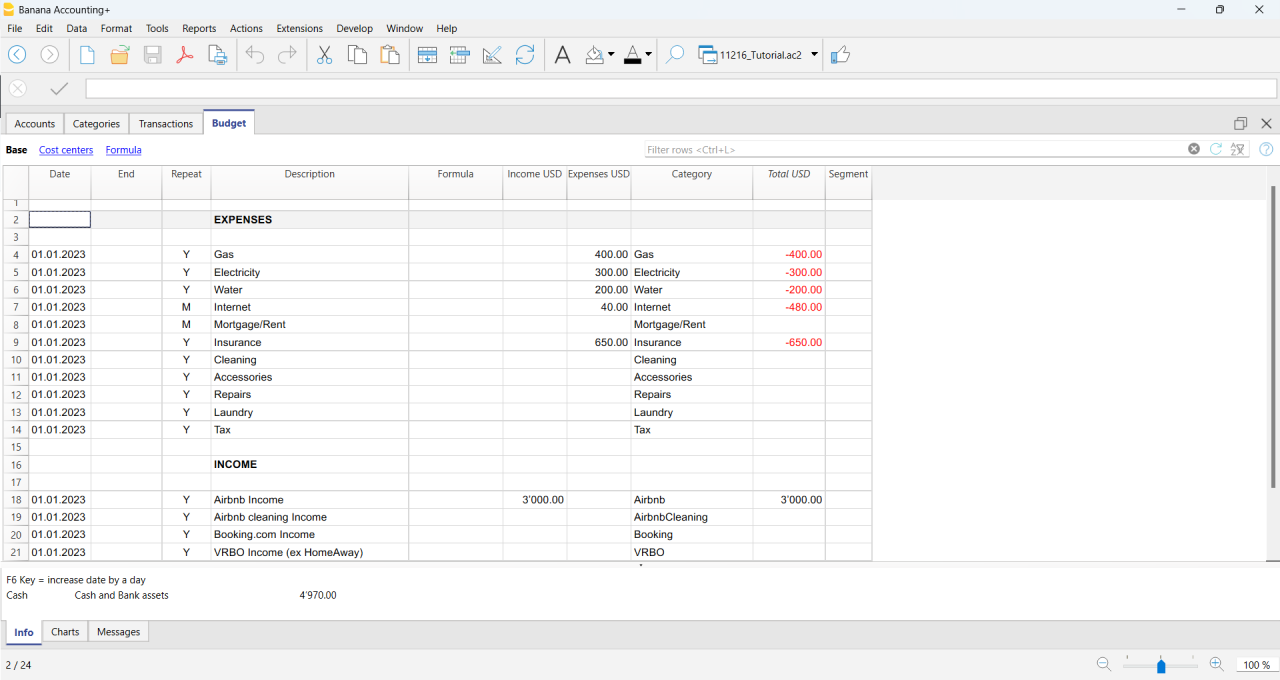 Banana Accounting+
File Edit Data Format Tools Reports Actions Extensions Develop Window Help
11216_Tutorial.ac2
Accounts Categories Transactions Budget
Base Cost centers Formula Filter rows <Ctrl+L>
Date End Repeat Description Formula Income USD Expenses USD Category Total USD Segment
1
2 EXPENSES
3
4 01.01.2023 Y Gas 400.00 Gas -400.00
5 01.01.2023 Y Electricity 300.00 Electricity -300.00
6 01.01.2023 Y Water 200.00 Water -200.00
7 01.01.2023 M Internet 40.00 Internet -480.00
8 01.01.2023 M Mortgage/Rent Mortgage/Rent
9 01.01.2023 Y Insurance 650.00 Insurance -650.00
10 01.01.2023 Y Cleaning Cleaning
11 01.01.2023 Y Accessories Accessories
12 01.01.2023 Y Repairs Repairs
13 01.01.2023 Y Laundry Laundry
14 01.01.2023 Y Tax Tax
15
16 INCOME
17
18 01.01.2023 Y Airbnb Income 3'000.00 Airbnb 3'000.00
19 01.01.2023 Y Airbnb cleaning Income AirbnbCleaning
20 01.01.2023 Y Booking.com Income Booking
21 01.01.2023 Y VRBO Income (ex HomeAway) VRBO
F6 Key = increase date by a day
Cash Cash and Bank assets 4'970.00
Info Charts Messages
2 / 24 100 %